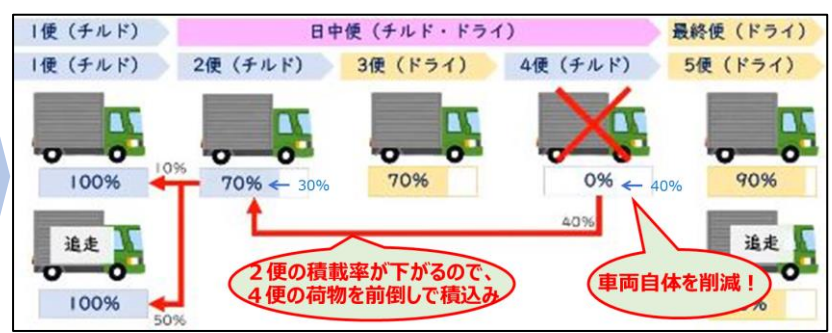 1便（チルド） 日中便（チルド・ドライ） 最終便（ドライ）
1便（チルド） 2便（チルド） 3便（ドライ） 4便（チルド） 5便（ドライ）
10%
100% 70% ← 30% 70% 0% ← 40% 90%
40%
追走 追走
2便の積載率が下がるので、
4便の荷物を前倒しで積込み
車両自体を削減！
100%
50%